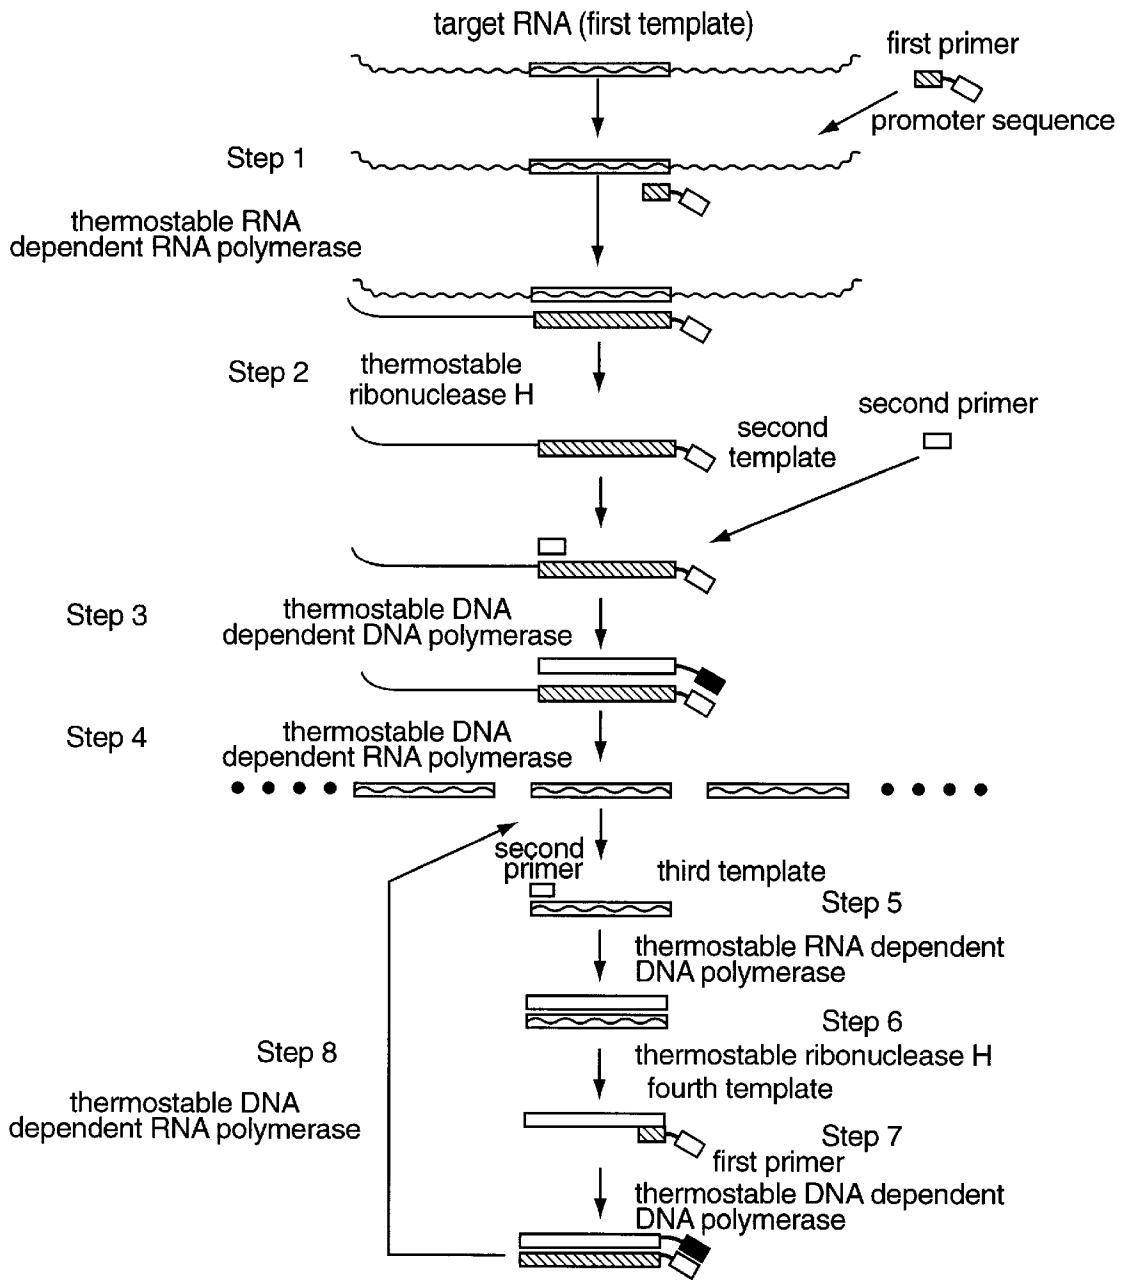 target RNA (first template)
first primer
promoter sequence
Step 1
thermostable RNA
dependent RNA polymerase
Step 2
thermostable
ribonuclease H
second primer
second
template
Step 3
thermostable DNA
dependent DNA polymerase
Step 4
thermostable DNA
dependent RNA polymerase
second
primer
third template
Step 5
thermostable RNA dependent
DNA polymerase
Step 6
thermostable ribonuclease H
fourth template
Step 7
first primer
thermostable DNA dependent
DNA polymerase
Step 8
thermostable DNA
dependent RNA polymerase